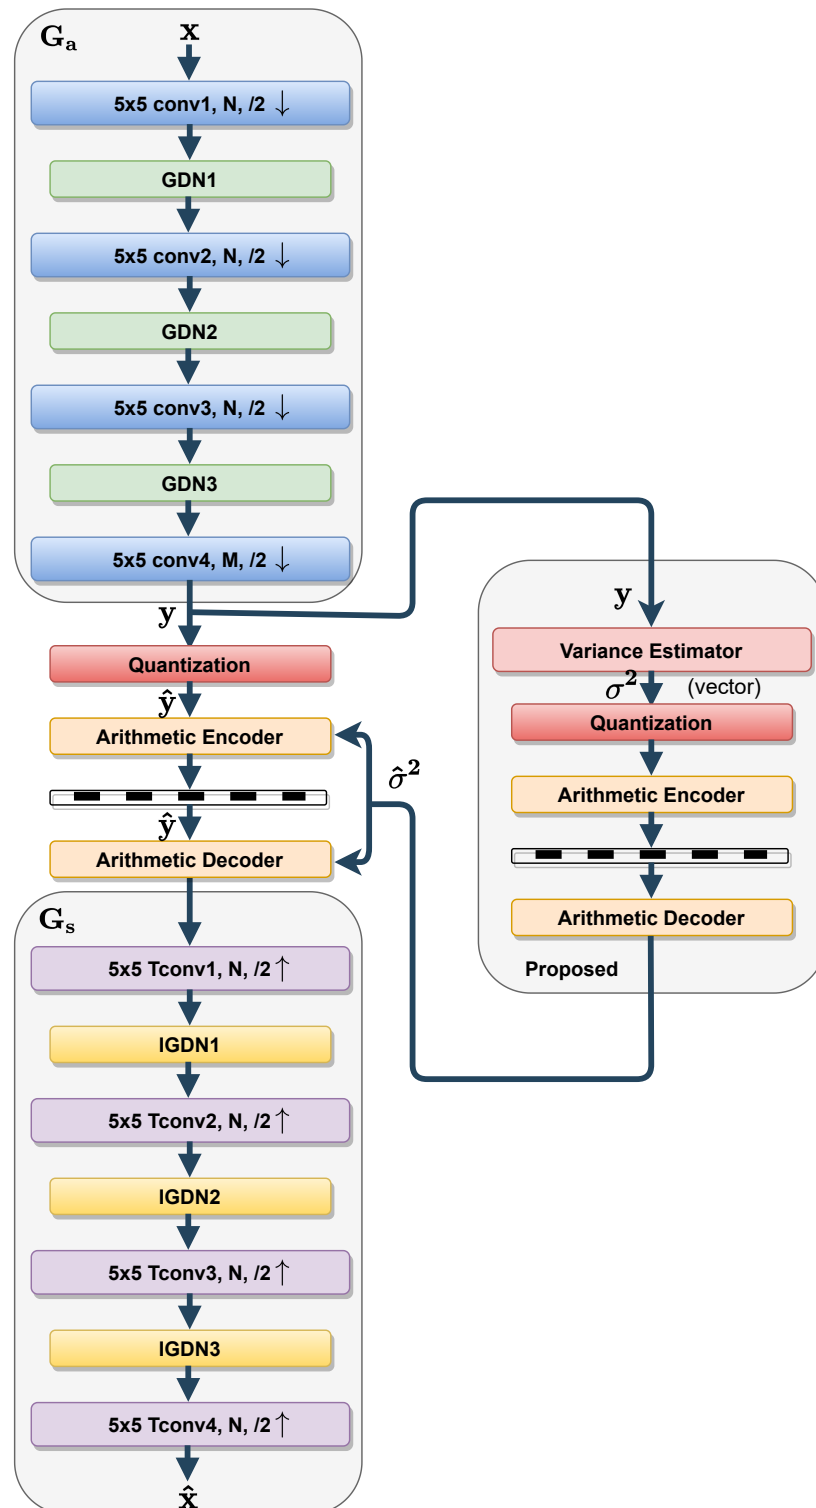 Gₐ
x
5x5 conv1, N, /2 ↓
GDN1
5x5 conv2, N, /2 ↓
GDN2
5x5 conv3, N, /2 ↓
GDN3
5x5 conv4, M, /2 ↓
y
Quantization
ŷ
Arithmetic Encoder
ŷ
Arithmetic Decoder
σ̂²
y
Variance Estimator
σ² (vector)
Quantization
Arithmetic Encoder
Arithmetic Decoder
Proposed
Gₛ
5x5 Tconv1, N, /2 ↑
IGDN1
5x5 Tconv2, N, /2 ↑
IGDN2
5x5 Tconv3, N, /2 ↑
IGDN3
5x5 Tconv4, N, /2 ↑
x̂